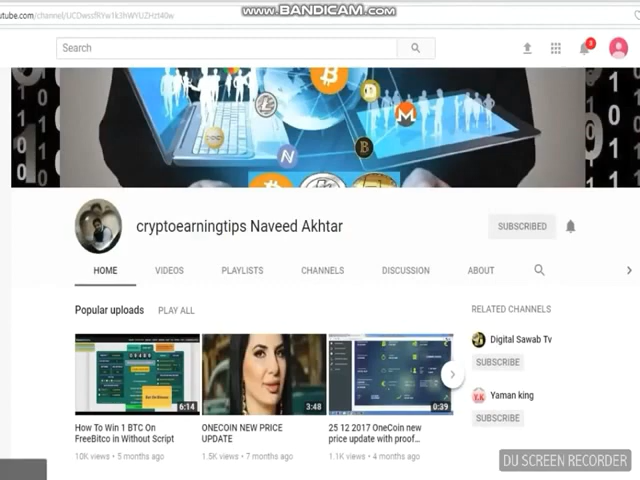 www.BANDICAM.com
utube.com/channel/UCDwssfRYw1k3hWYUZHzt40w
Search
3
cryptoearningtips Naveed Akhtar
SUBSCRIBED
HOME VIDEOS PLAYLISTS CHANNELS DISCUSSION ABOUT
Popular uploads PLAY ALL
RELATED CHANNELS
Digital Sawab Tv
SUBSCRIBE
Yaman king
SUBSCRIBE
6:14
3:48
0:39
How To Win 1 BTC On
FreeBitco in Without Script
10K views • 5 months ago
ONECOIN NEW PRICE
UPDATE
1.5K views • 7 months ago
25 12 2017 OneCoin new
price update with proof...
1.1K views • 4 months ago
DU SCREEN RECORDER